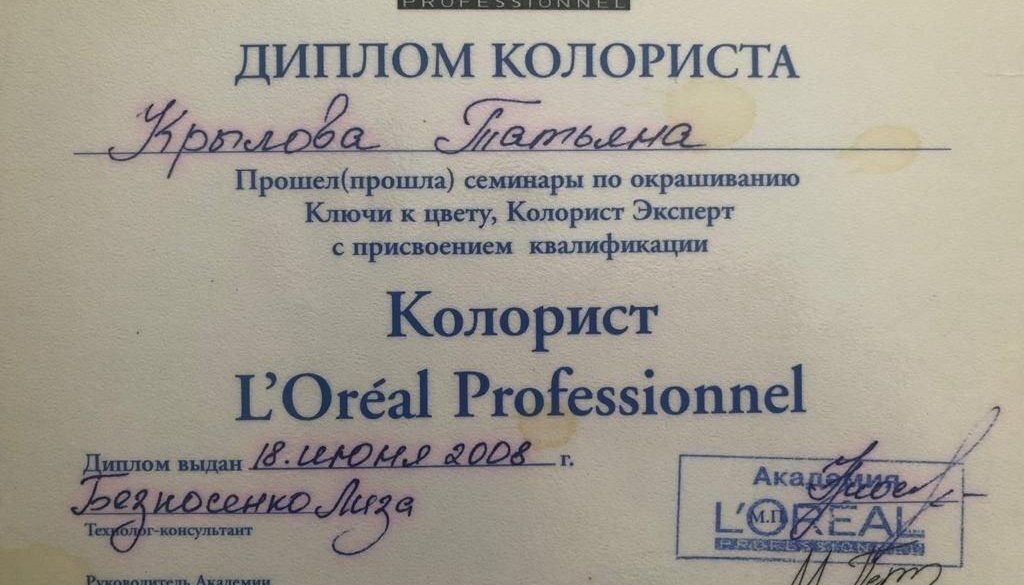 PROFESSIONNEL
ДИПЛОМ КОЛОРИСТА
Крылова Татьяна
Прошел(прошла) семинары по окрашиванию
Ключи к цвету, Колорист Эксперт
с присвоением квалификации
Колорист
L’Oréal Professionnel
Диплом выдан 18. июня 2008 г.
Безносенко Лиза
Технолог-консультант
Академия
М.П.
L'ORÉAL
PROFESSIONNEL
Руководитель Академии